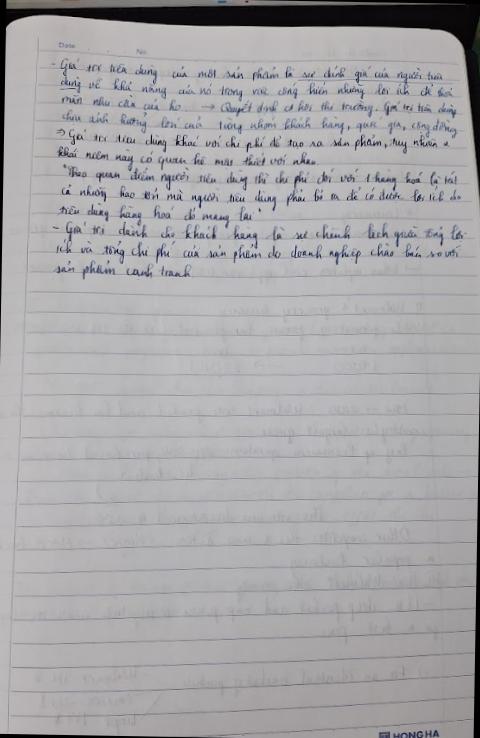 Date No
- Giá trị tiêu dùng của một sản phẩm là sự đánh giá của người tiêu
dùng về khả năng của nó trong việc cống hiến những lợi ích để thoả
mãn nhu cầu của họ → Quyết định cơ hội thị trường. Giá trị tiêu dùng
chịu ảnh hưởng lớn của từng nhóm khách hàng, quốc gia, cộng đồng
⇒ Giá trị tiêu dùng khác với chi phí để tạo ra sản phẩm, tuy nhiên 2
khái niệm này có quan hệ mật thiết với nhau.
"Theo quan điểm người tiêu dùng thì chi phí đối với 1 hàng hoá là tất
cả những hao tổn mà người tiêu dùng phải bỏ ra để có được lợi ích do
tiêu dùng hàng hoá đó mang lại"
- Giá trị dành cho khách hàng là sự chênh lệch giữa tổng lợi
ích và tổng chi phí của sản phẩm do doanh nghiệp chào bán so với
sản phẩm cạnh tranh
HONG HA